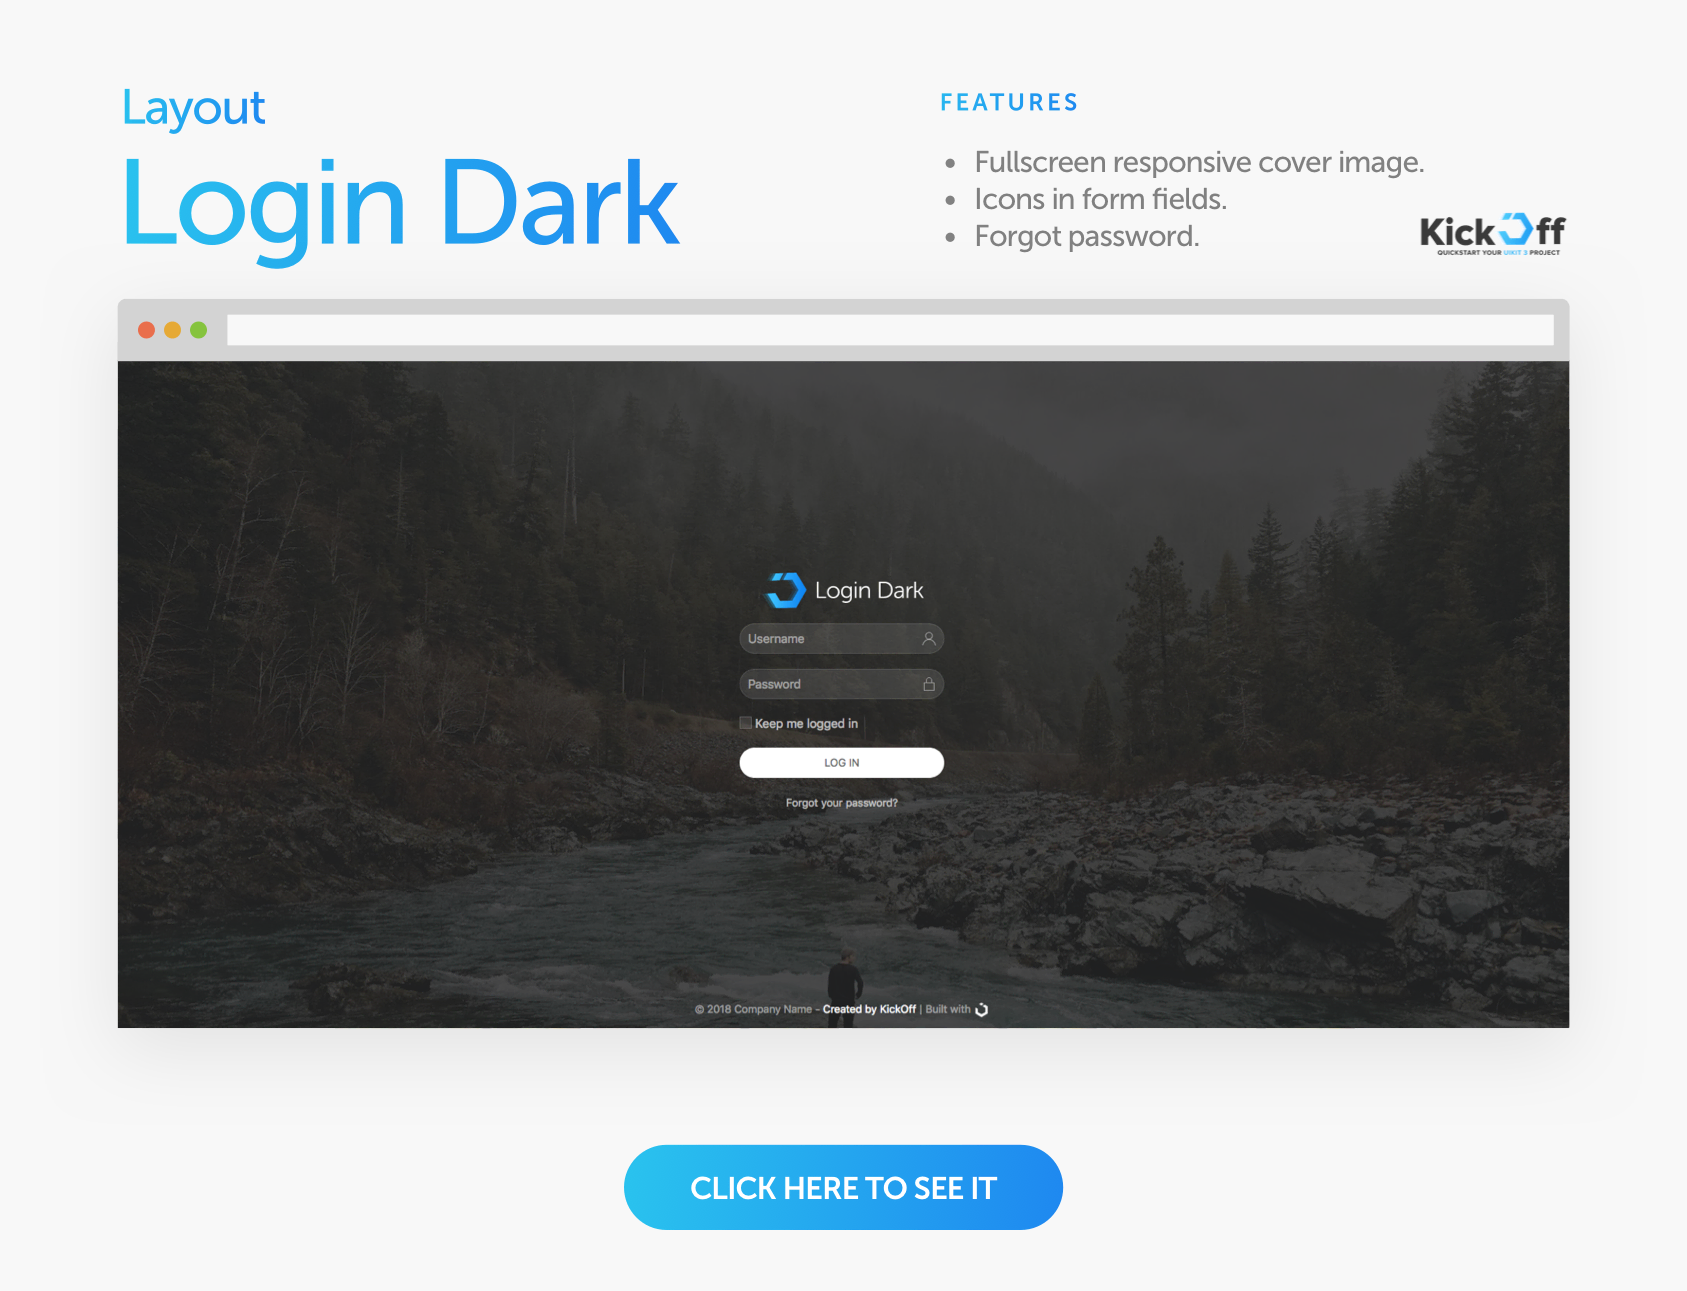 Layout
Login Dark
FEATURES
• Fullscreen responsive cover image.
• Icons in form fields.
• Forgot password.
Kick Off
QUICKSTART YOUR UIKIT 3 PROJECT
Login Dark
Username
Password
Keep me logged in
LOG IN
Forgot your password?
© 2018 Company Name - Created by KickOff | Built with
CLICK HERE TO SEE IT